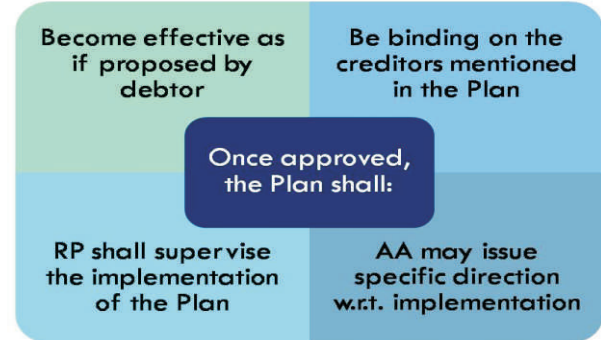 Become effective as
if proposed by
debtor
Be binding on the
creditors mentioned
in the Plan
Once approved,
the Plan shall:
RP shall supervise
the implementation
of the Plan
AA may issue
specific direction
w.r.t. implementation